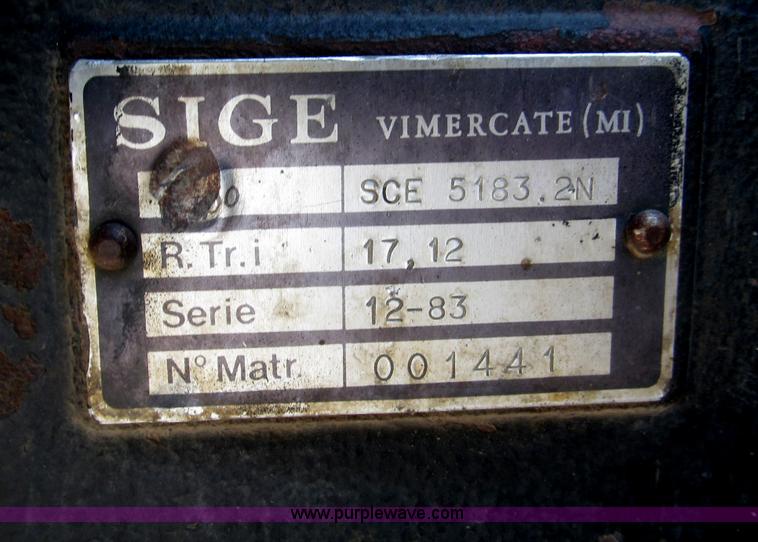 SIGE VIMERCATE (MI)
SCE 5183.2N
R. Tr. i 17,12
Serie 12-83
N° Matr. 001441
www.purplewave.com